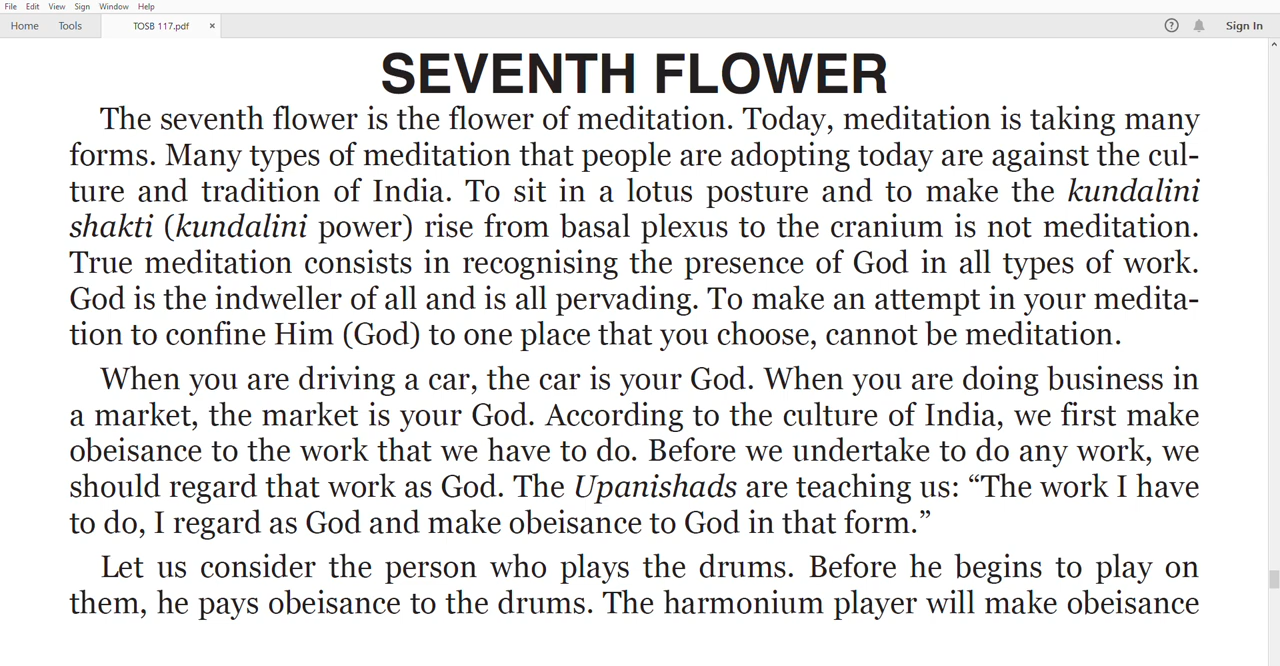 File Edit View Sign Window Help
Home Tools TOSB 117.pdf × ? Sign In
SEVENTH FLOWER
The seventh flower is the flower of meditation. Today, meditation is taking many
forms. Many types of meditation that people are adopting today are against the cul-
ture and tradition of India. To sit in a lotus posture and to make the kundalini
shakti (kundalini power) rise from basal plexus to the cranium is not meditation.
True meditation consists in recognising the presence of God in all types of work.
God is the indweller of all and is all pervading. To make an attempt in your medita-
tion to confine Him (God) to one place that you choose, cannot be meditation.
When you are driving a car, the car is your God. When you are doing business in
a market, the market is your God. According to the culture of India, we first make
obeisance to the work that we have to do. Before we undertake to do any work, we
should regard that work as God. The Upanishads are teaching us: “The work I have
to do, I regard as God and make obeisance to God in that form.”
Let us consider the person who plays the drums. Before he begins to play on
them, he pays obeisance to the drums. The harmonium player will make obeisance